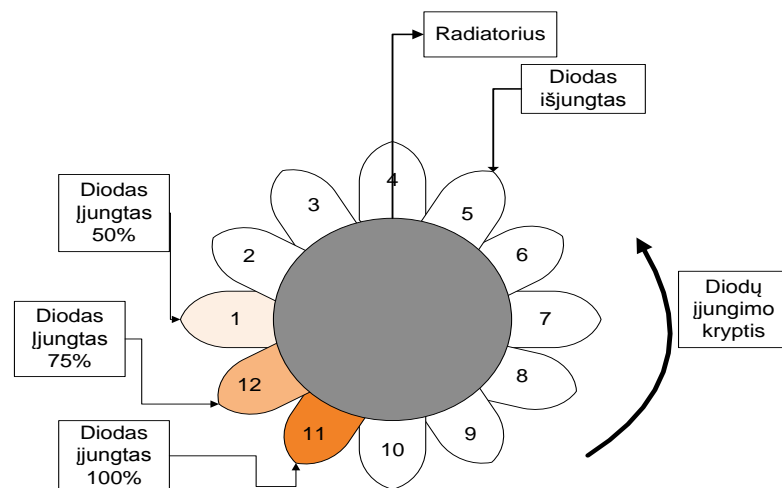 Radiatorius
Diodas
išjungtas
Diodas
Įjungtas
50%
Diodas
Įjungtas
75%
Diodas
įjungtas
100%
Diodų
įjungimo
kryptis
1
2
3
4
5
6
7
8
9
10
11
12